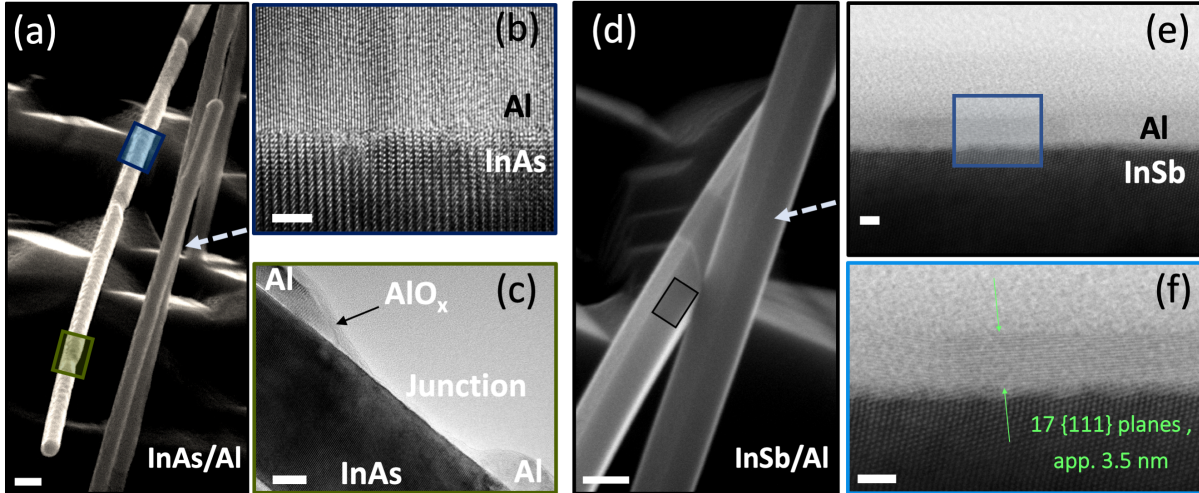 (a)
InAs/Al
(b)
Al
InAs
(c)
Al
AlOₓ
Junction
InAs
Al
(d)
InSb/Al
(e)
Al
InSb
(f)
17 {111} planes ,
app. 3.5 nm